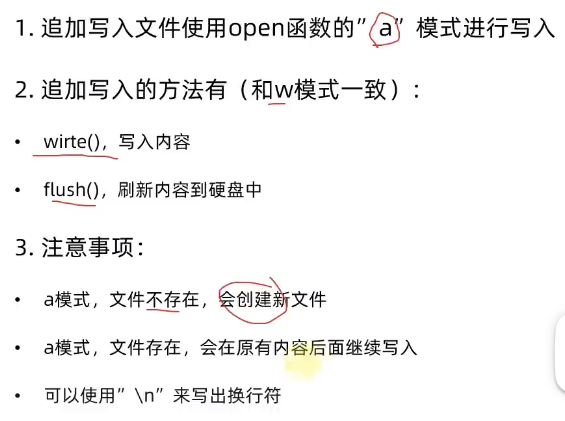 1. 追加写入文件使用open函数的”a”模式进行写入
2. 追加写入的方法有（和w模式一致）：
• wirte()，写入内容
• flush()，刷新内容到硬盘中
3. 注意事项：
• a模式，文件不存在，会创建新文件
• a模式，文件存在，会在原有内容后面继续写入
• 可以使用”\n”来写出换行符